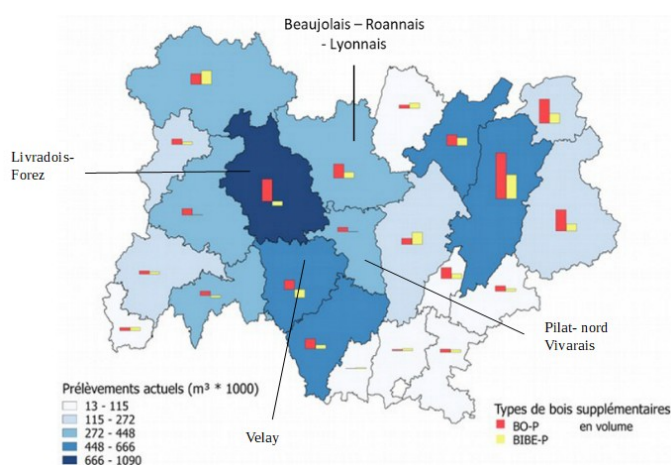 Beaujolais – Roannais
- Lyonnais
Livradois-
Forez
Pilat- nord
Vivarais
Velay
Prélèvements actuels (m³ * 1000)
13 - 115
115 - 272
272 - 448
448 - 666
666 - 1090
Types de bois supplémentaires
en volume
BO-P
BIBE-P